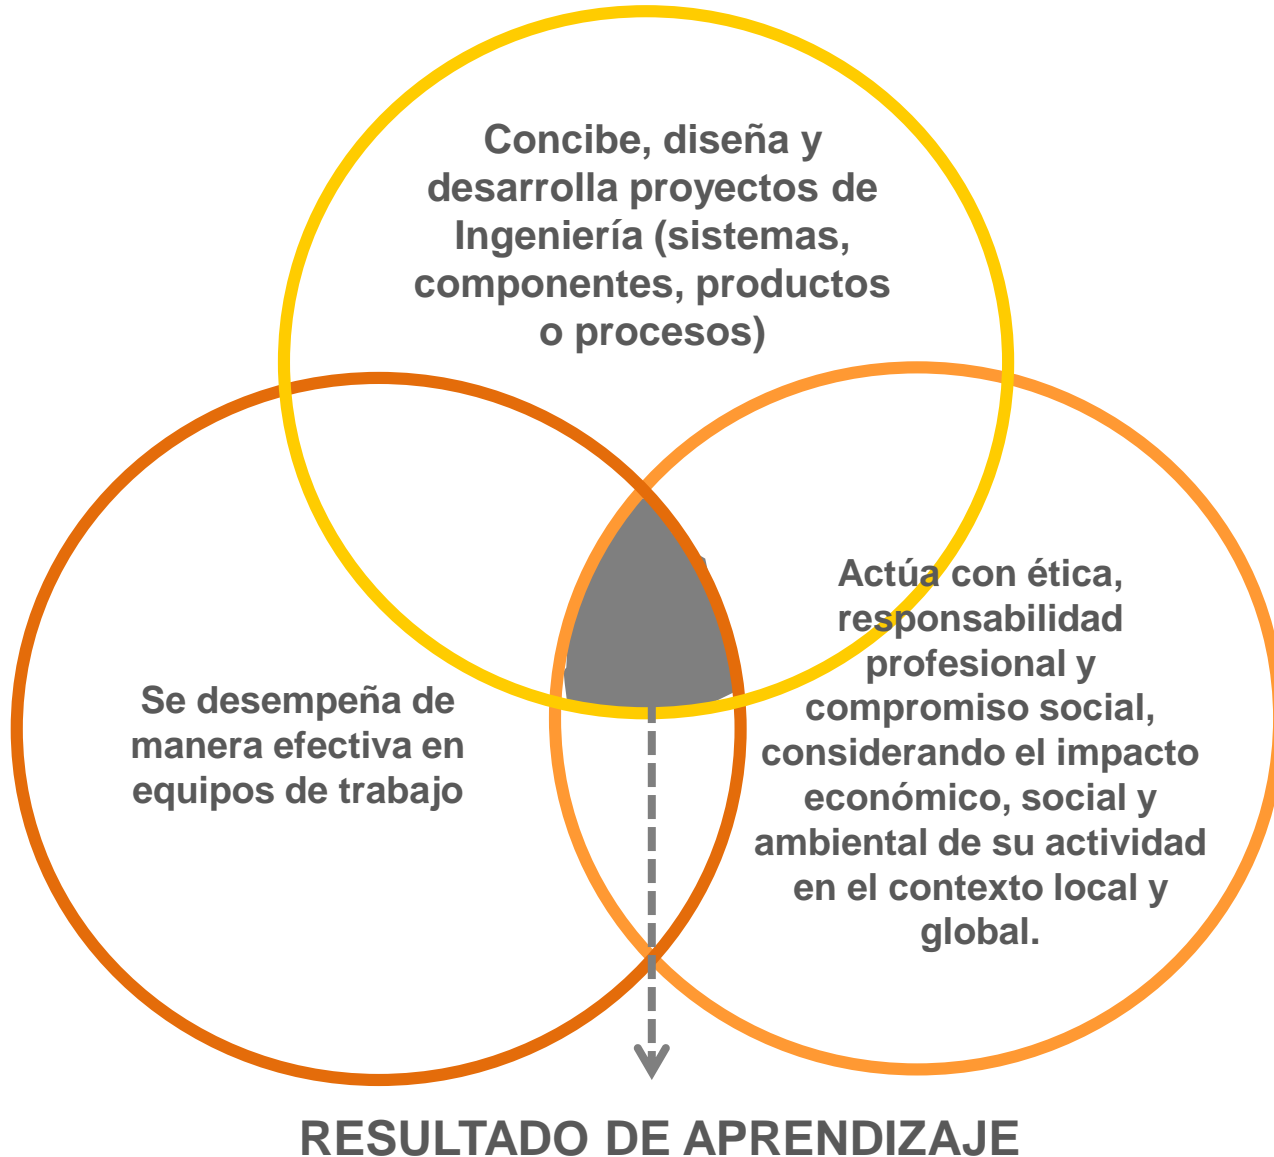 Concibe, diseña y
desarrolla proyectos de
Ingeniería (sistemas,
componentes, productos
o procesos)
Se desempeña de
manera efectiva en
equipos de trabajo
Actúa con ética,
responsabilidad
profesional y
compromiso social,
considerando el impacto
económico, social y
ambiental de su actividad
en el contexto local y
global.
RESULTADO DE APRENDIZAJE